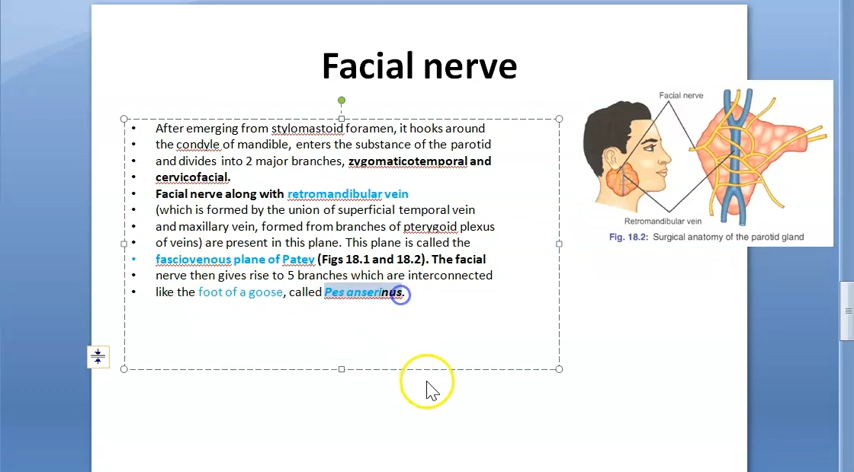 Facial nerve
• After emerging from stylomastoid foramen, it hooks around
• the condyle of mandible, enters the substance of the parotid
• and divides into 2 major branches, zygomaticotemporal and
• cervicofacial.
• Facial nerve along with retromandibular vein
• (which is formed by the union of superficial temporal vein
• and maxillary vein, formed from branches of pterygoid plexus
• of veins) are present in this plane. This plane is called the
• fasciovenous plane of Patey (Figs 18.1 and 18.2). The facial
• nerve then gives rise to 5 branches which are interconnected
• like the foot of a goose, called Pes anserinus.
Facial nerve
Retromandibular vein
Fig. 18.2: Surgical anatomy of the parotid gland